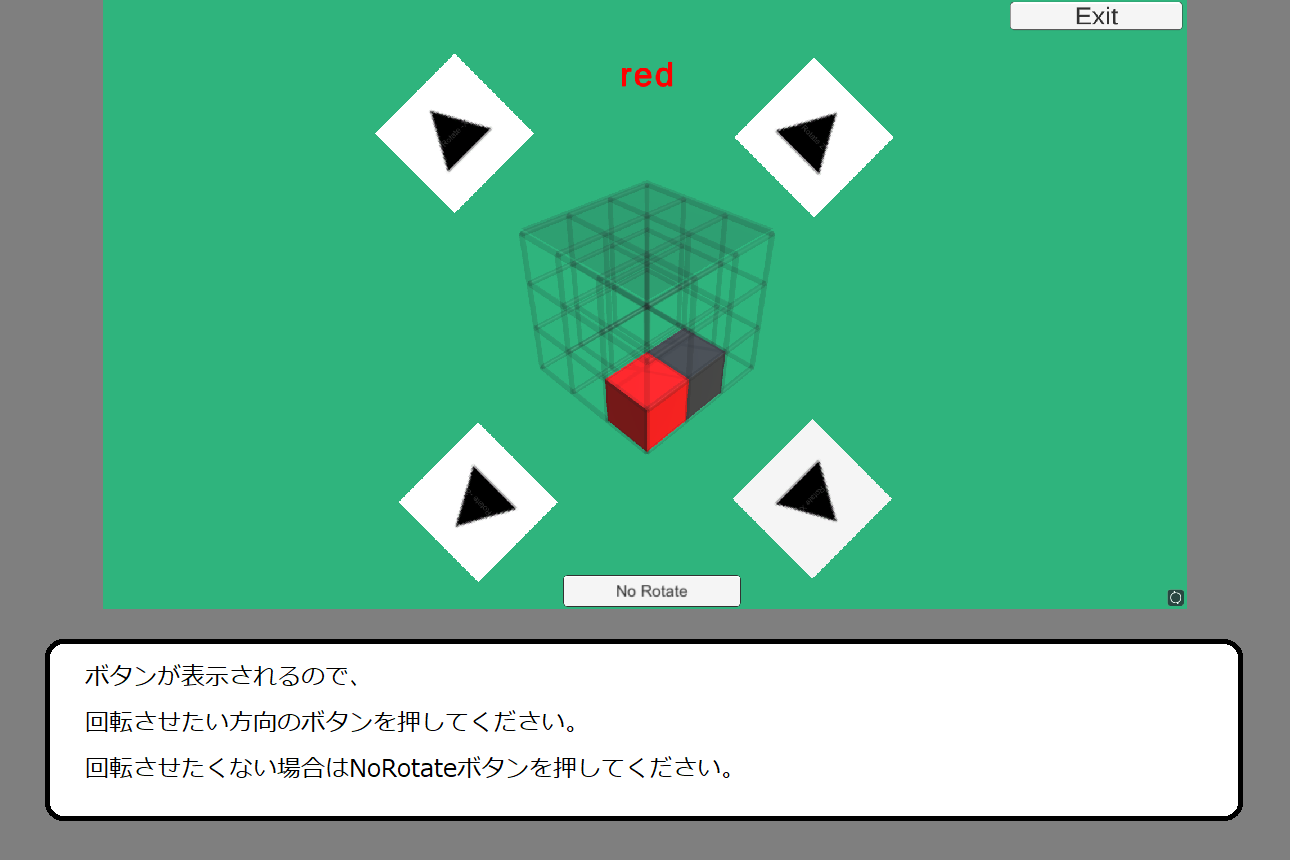 Exit
red
No Rotate
ボタンが表示されるので、
回転させたい方向のボタンを押してください。
回転させたくない場合はNoRotateボタンを押してください。